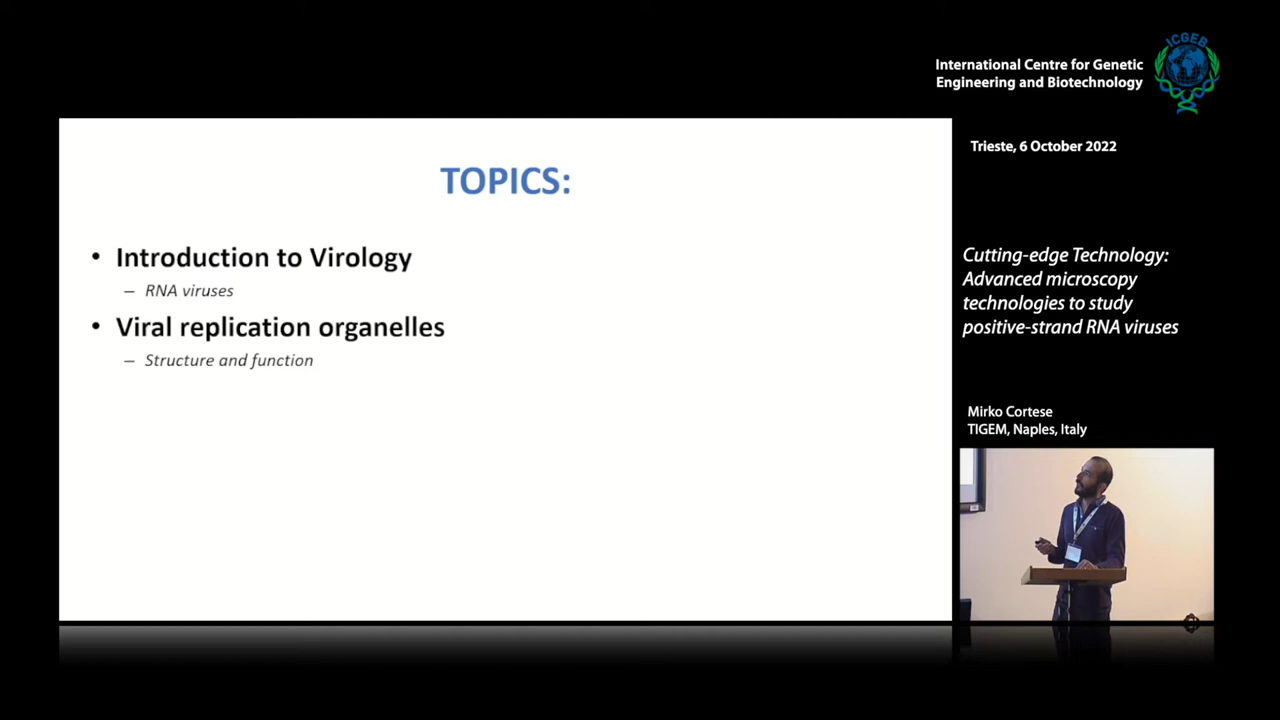 ICGEB
International Centre for Genetic
Engineering and Biotechnology
Trieste, 6 October 2022
TOPICS:
• Introduction to Virology
– RNA viruses
• Viral replication organelles
– Structure and function
Cutting-edge Technology:
Advanced microscopy
technologies to study
positive-strand RNA viruses
Mirko Cortese
TIGEM, Naples, Italy